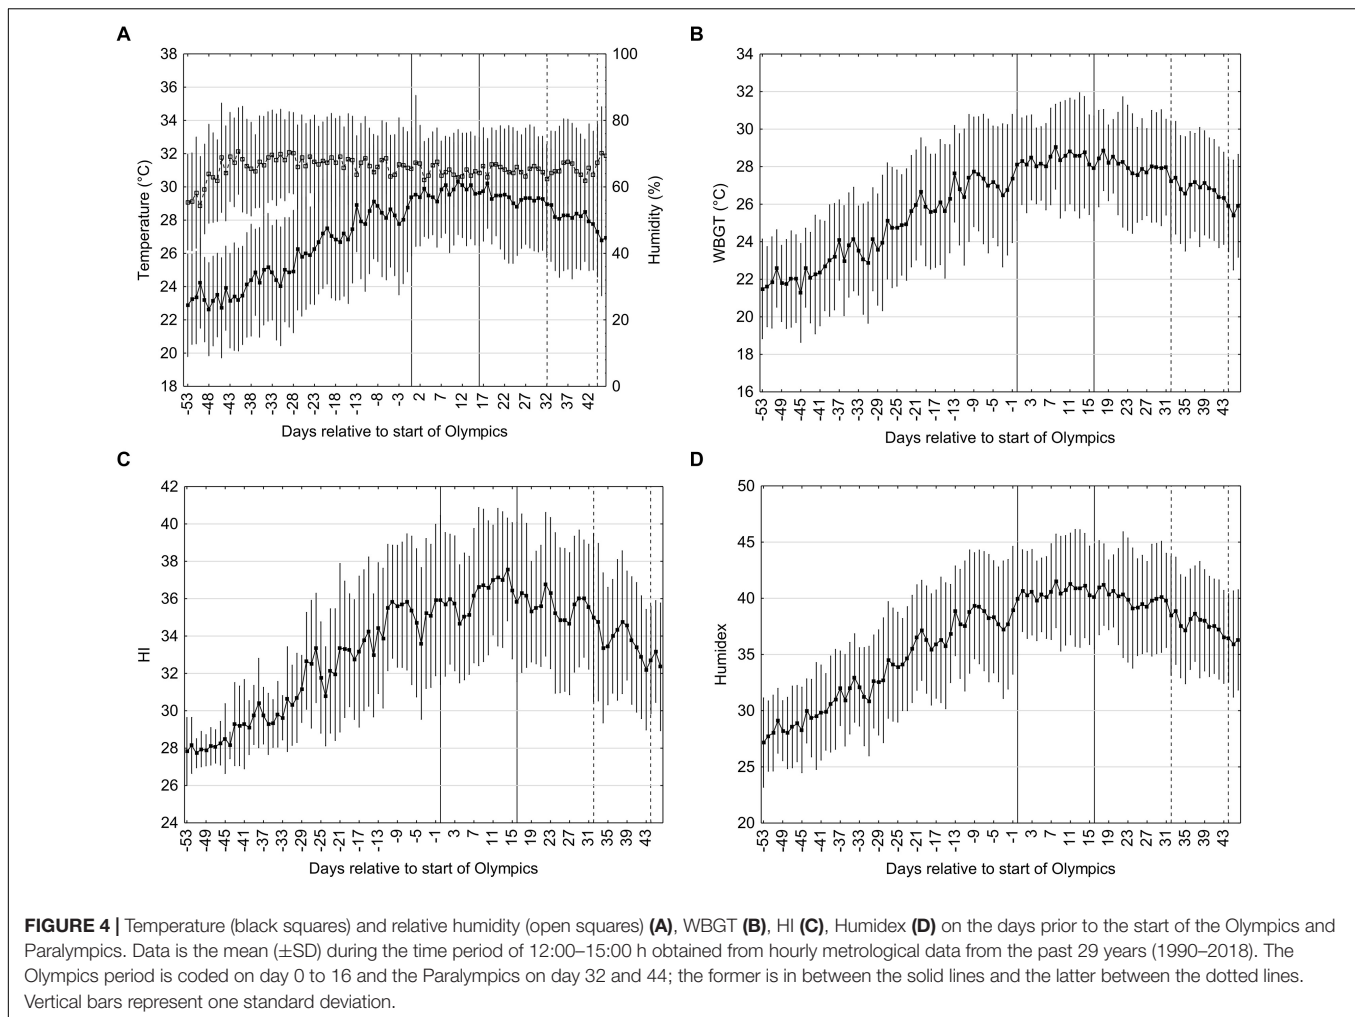 A
38
36
34
32
30
28
26
24
22
20
18
100
80
60
40
20
0
Temperature (°C)
Humidity (%)
-53 -48 -43 -38 -33 -28 -23 -18 -13 -8 -3 2 7 12 17 22 27 32 37 42
Days relative to start of Olympics
B
34
32
30
28
26
24
22
20
18
16
WBGT (°C)
-53 -49 -45 -41 -37 -33 -29 -25 -21 -17 -13 -9 -5 -1 3 7 11 15 19 23 27 31 35 39 43
Days relative to start of Olympics
C
42
40
38
36
34
32
30
28
26
24
HI
-53 -49 -45 -41 -37 -33 -29 -25 -21 -17 -13 -9 -5 -1 3 7 11 15 19 23 27 31 35 39 43
Days relative to start of Olympics
D
50
45
40
35
30
25
20
Humidex
-53 -49 -45 -41 -37 -33 -29 -25 -21 -17 -13 -9 -5 -1 3 7 11 15 19 23 27 31 35 39 43
Days relative to start of Olympics
FIGURE 4 | Temperature (black squares) and relative humidity (open squares) (A), WBGT (B), HI (C), Humidex (D) on the days prior to the start of the Olympics and
Paralympics. Data is the mean (±SD) during the time period of 12:00–15:00 h obtained from hourly metrological data from the past 29 years (1990–2018). The
Olympics period is coded on day 0 to 16 and the Paralympics on day 32 and 44; the former is in between the solid lines and the latter between the dotted lines.
Vertical bars represent one standard deviation.